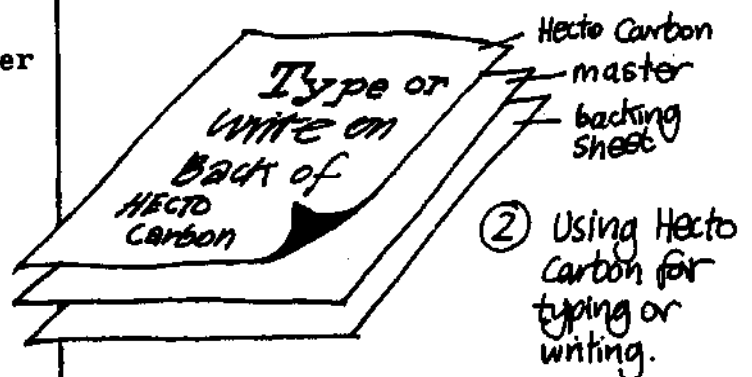 er
Hecto Carbon
master
backing
sheet
Type or
write on
Back of
HECTO
Carbon
② Using Hecto
Carbon for
typing or
writing.